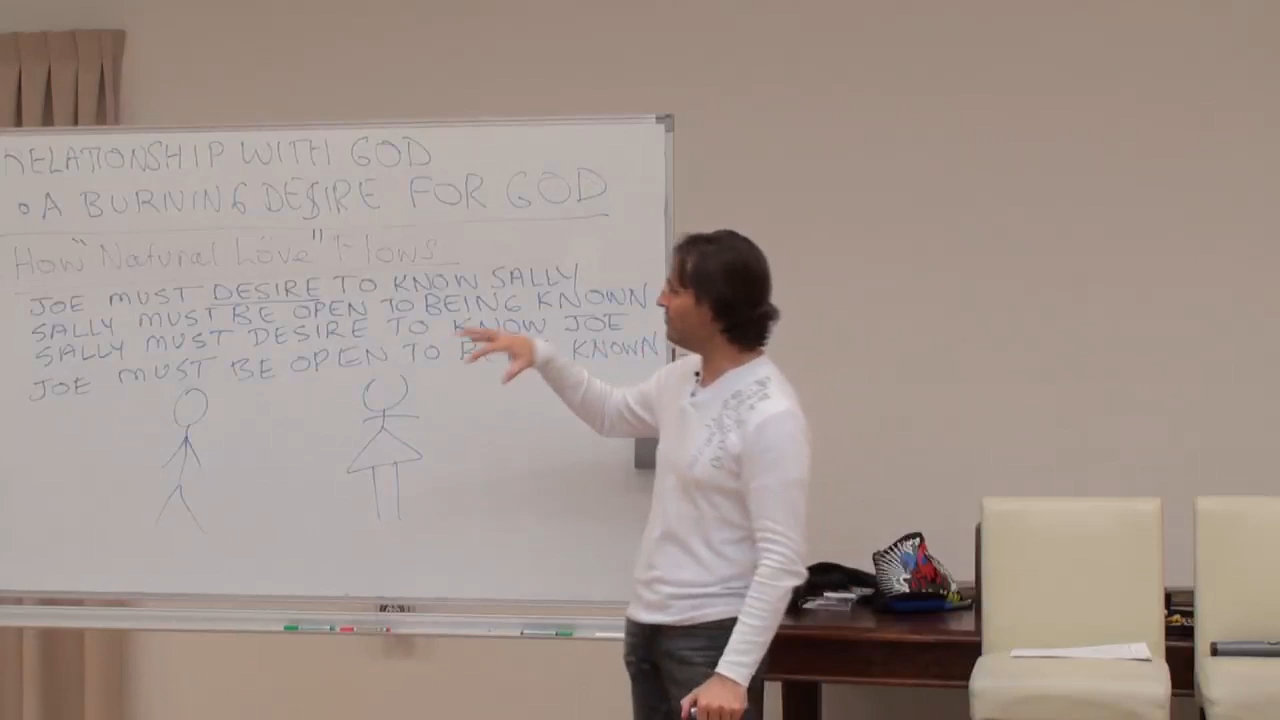 RELATIONSHIP WITH GOD
• A BURNING DESIRE FOR GOD
How "Natural Love" Flows
JOE MUST DESIRE TO KNOW SALLY
SALLY MUST BE OPEN TO BEING KNOWN
SALLY MUST DESIRE TO KNOW JOE
JOE MUST BE OPEN TO KNOWN